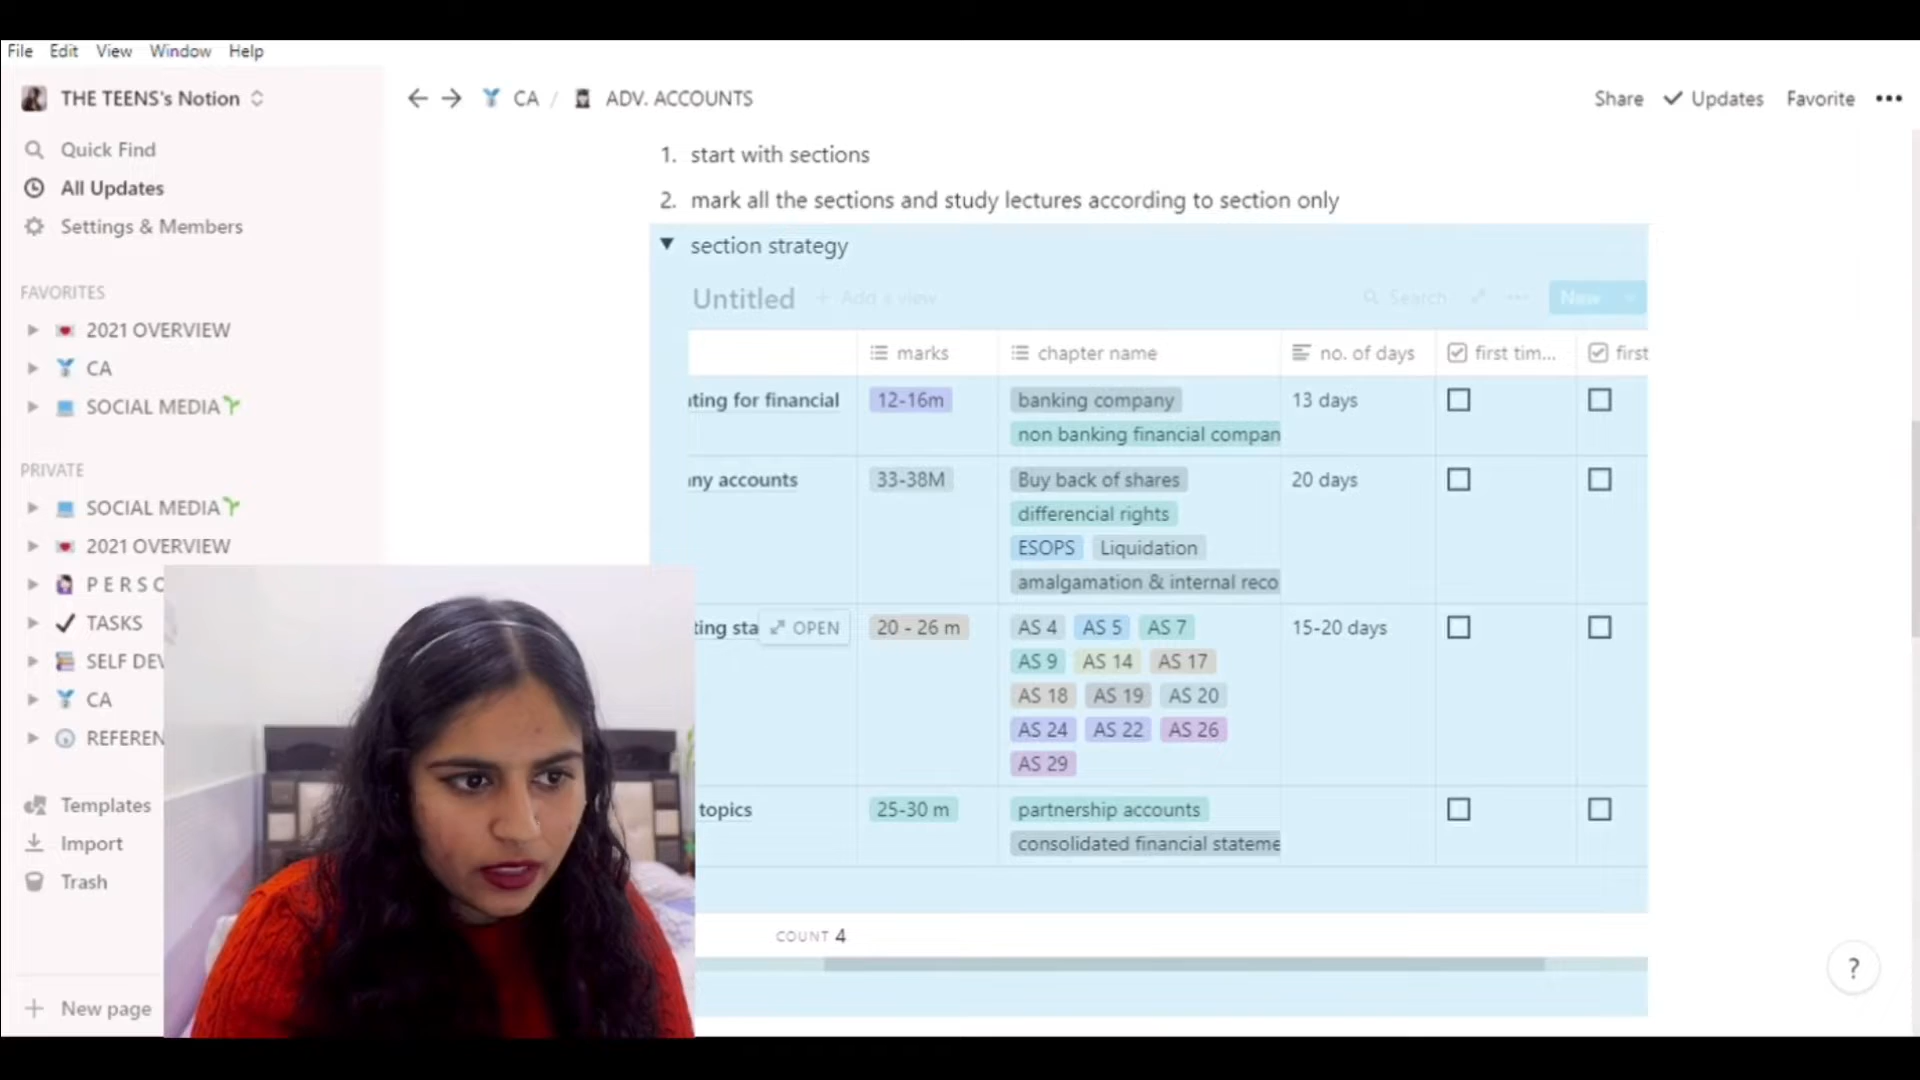 File Edit View Window Help
THE TEENS's Notion
CA / ADV. ACCOUNTS
Share Updates Favorite
Quick Find
All Updates
Settings & Members
FAVORITES
2021 OVERVIEW
CA
SOCIAL MEDIA
PRIVATE
SOCIAL MEDIA
2021 OVERVIEW
P E R S O
TASKS
SELF DEV
CA
REFEREN
Templates
Import
Trash
+ New page
1. start with sections
2. mark all the sections and study lectures according to section only
section strategy
Untitled + Add a view Search New
marks chapter name no. of days first tim... first
ting for financial 12-16m banking company 13 days
non banking financial compan
ny accounts 33-38M Buy back of shares 20 days
differencial rights
ESOPS Liquidation
amalgamation & internal reco
ting sta OPEN 20 - 26 m AS 4 AS 5 AS 7 15-20 days
AS 9 AS 14 AS 17
AS 18 AS 19 AS 20
AS 24 AS 22 AS 26
AS 29
topics 25-30 m partnership accounts
consolidated financial stateme
COUNT 4
?